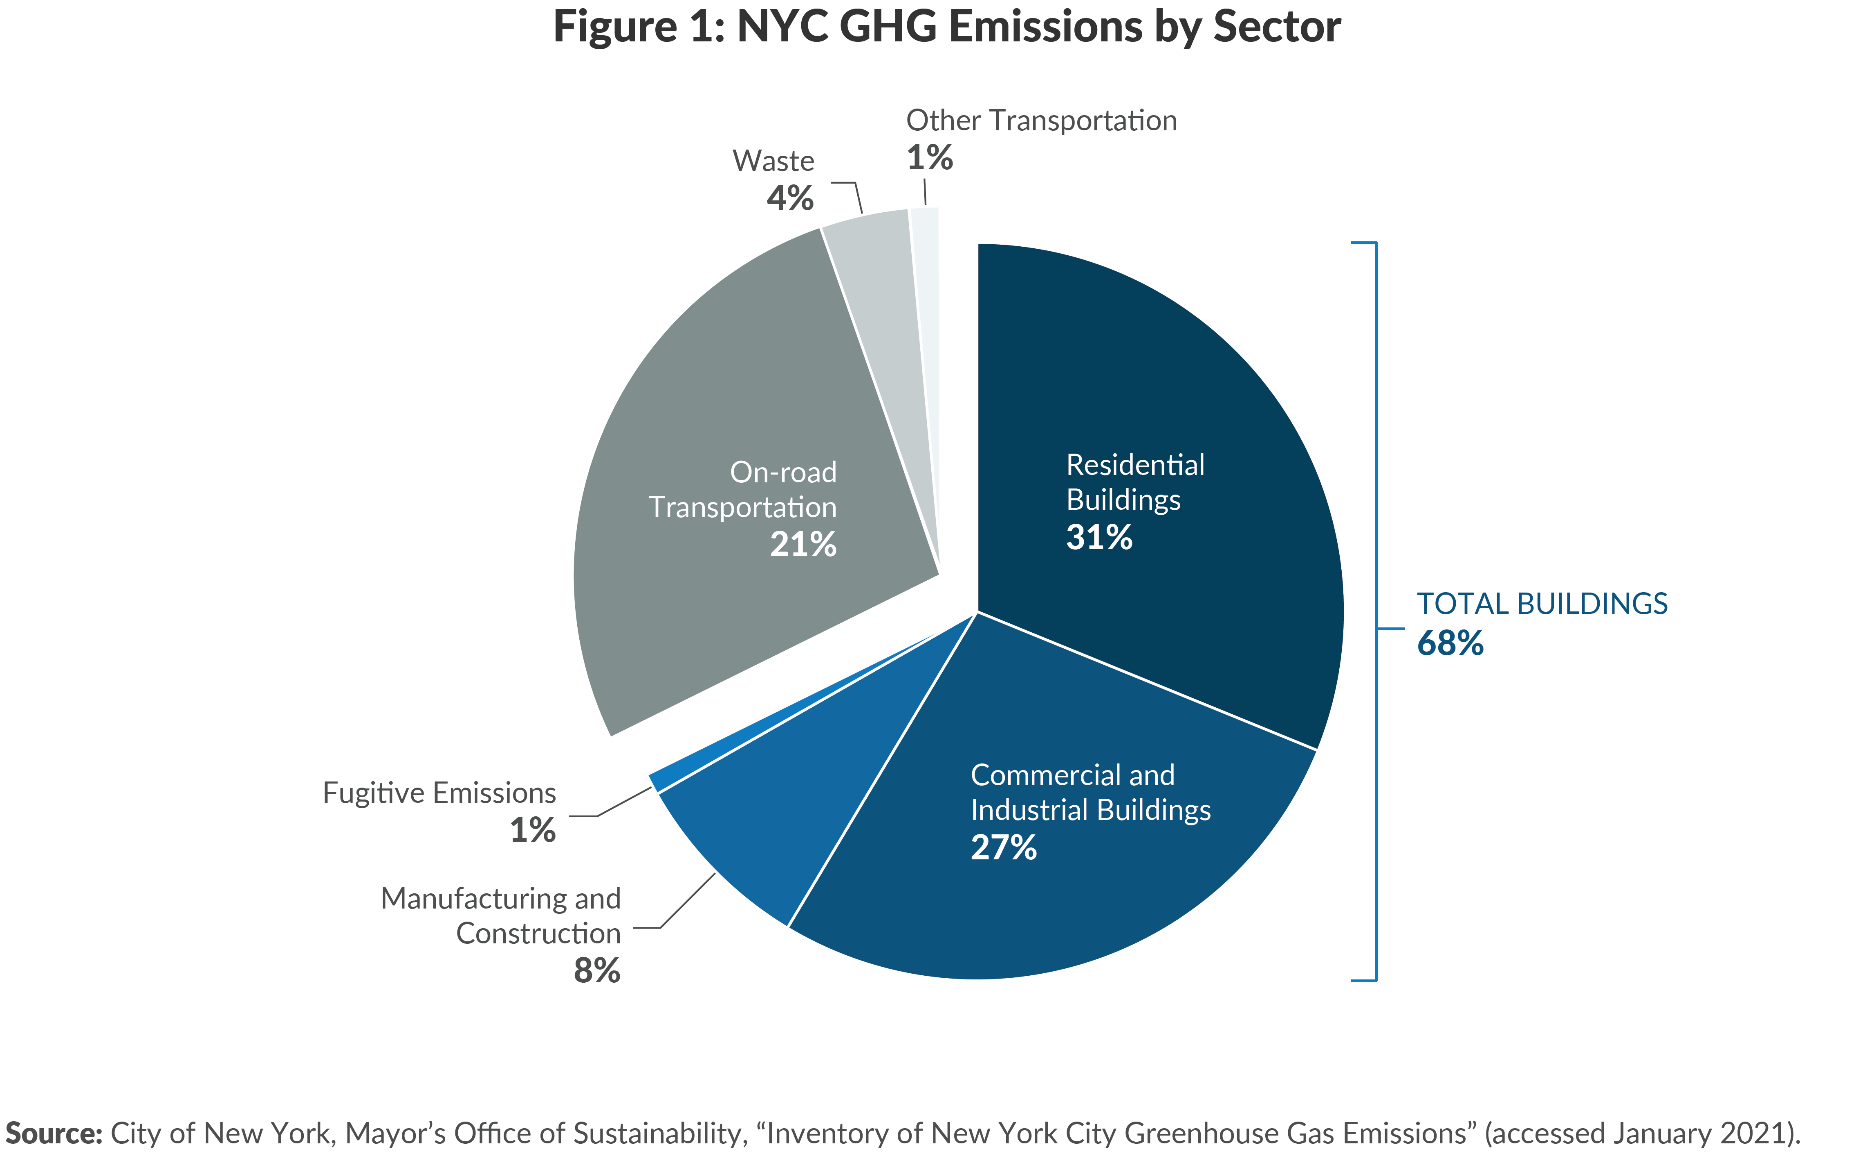 Figure 1: NYC GHG Emissions by Sector
Other Transportation
1%
Waste
4%
On-road
Transportation
21%
Residential
Buildings
31%
TOTAL BUILDINGS
68%
Commercial and
Industrial Buildings
27%
Fugitive Emissions
1%
Manufacturing and
Construction
8%
Source: City of New York, Mayor’s Office of Sustainability, “Inventory of New York City Greenhouse Gas Emissions” (accessed January 2021).